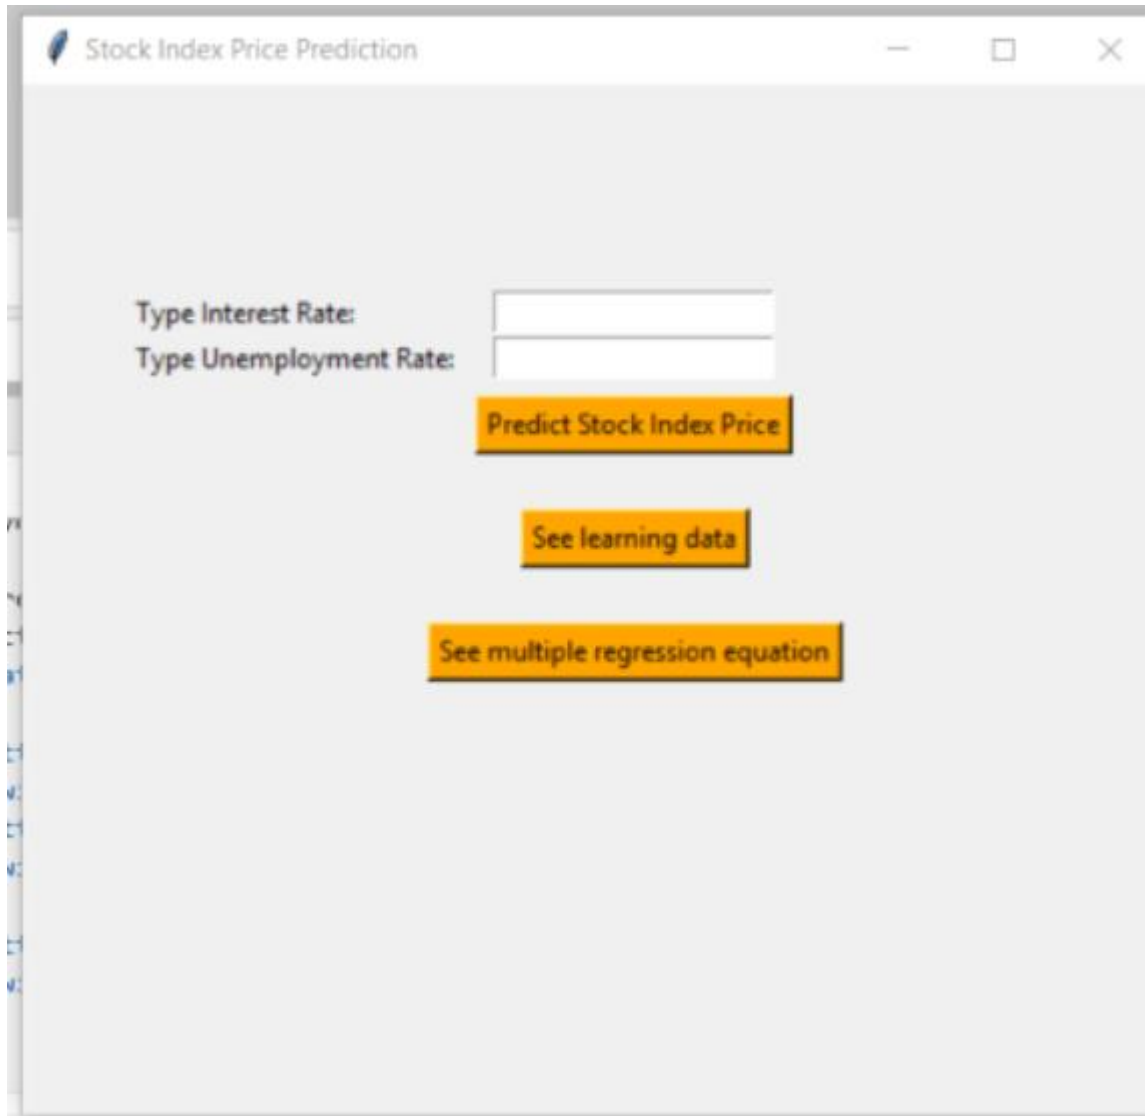 Stock Index Price Prediction
Type Interest Rate:
Type Unemployment Rate:
Predict Stock Index Price
See learning data
See multiple regression equation